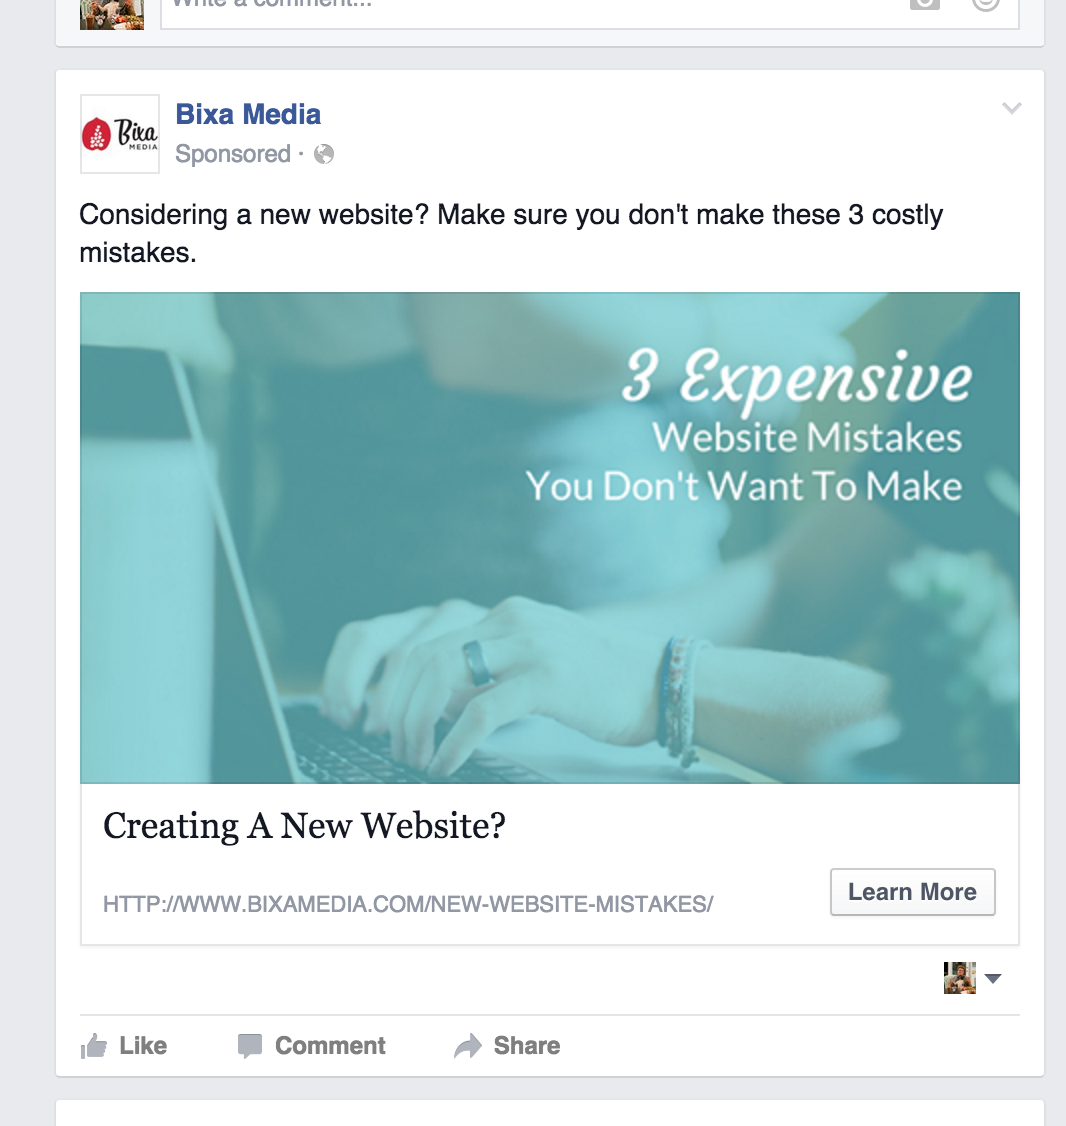 Write a comment...
Bixa
MEDIA
Bixa Media
Sponsored ·
Considering a new website? Make sure you don't make these 3 costly
mistakes.
3 Expensive
Website Mistakes
You Don't Want To Make
Creating A New Website?
HTTP://WWW.BIXAMEDIA.COM/NEW-WEBSITE-MISTAKES/
Learn More
Like Comment Share